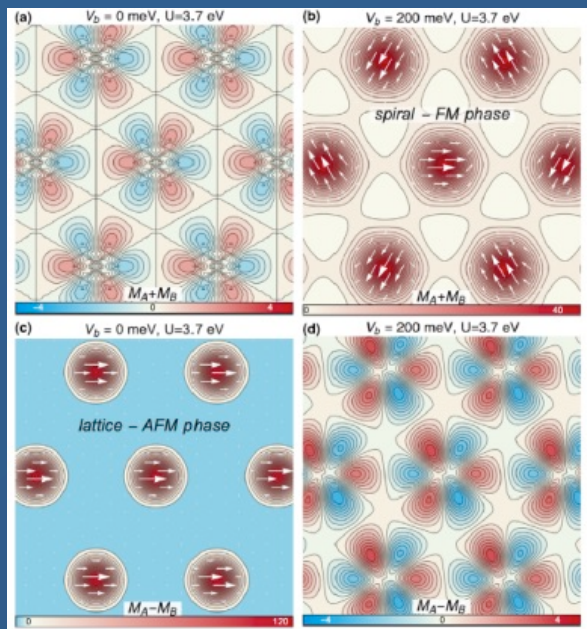 (a) V_b = 0 meV, U=3.7 eV
M_A+M_B
−4 0 4
(b) V_b = 200 meV, U=3.7 eV
spiral − FM phase
M_A+M_B
0 40
(c) V_b = 0 meV, U=3.7 eV
lattice − AFM phase
M_A−M_B
0 120
(d) V_b = 200 meV, U=3.7 eV
M_A−M_B
−4 0 4